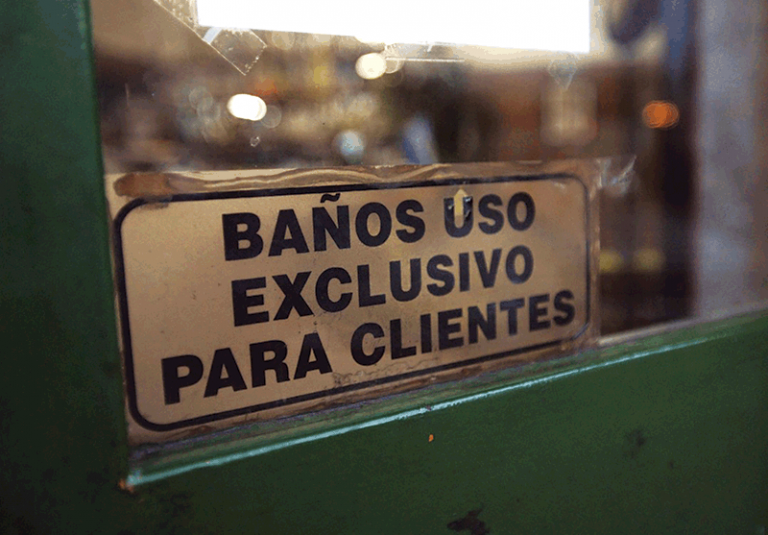 BAÑOS USO
EXCLUSIVO
PARA CLIENTES